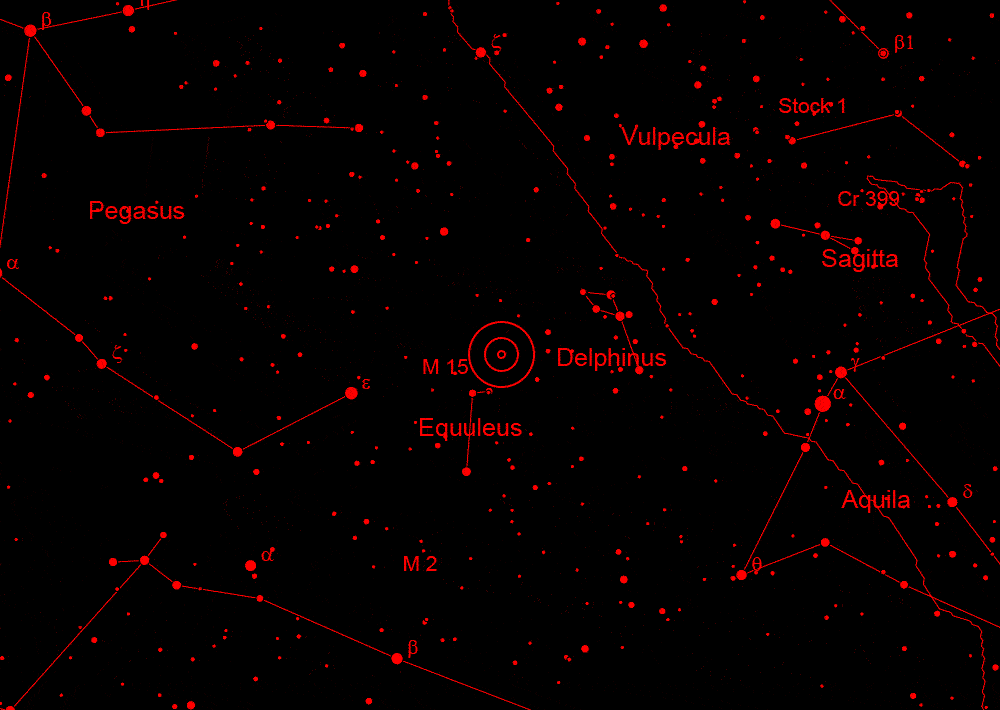 η
β
ζ
β1
Stock 1
Vulpecula
Cr 399
Pegasus
Sagitta
α
ζ
M 15
Delphinus
γ
ε
α
Equuleus
δ
Aquila
α
M 2
θ
β